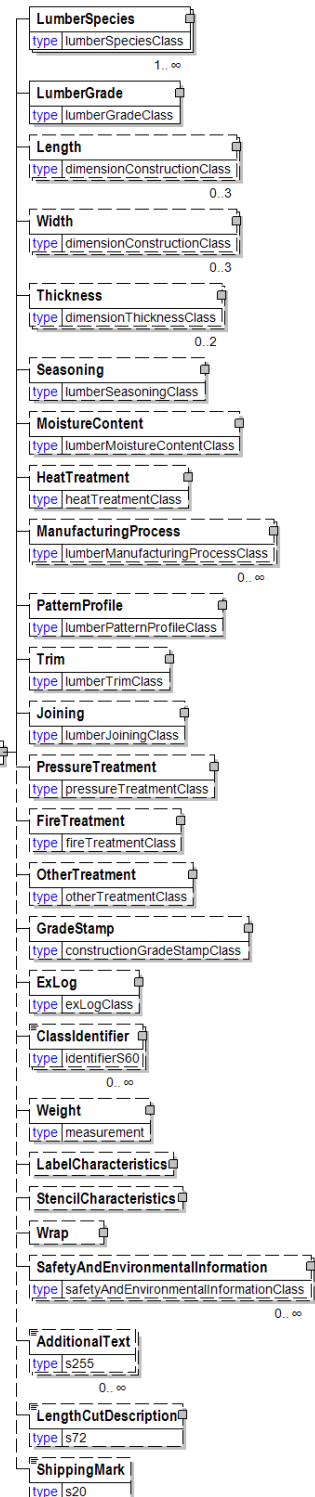 LumberSpecies
type lumberSpeciesClass
1.. ∞
LumberGrade
type lumberGradeClass
Length
type dimensionConstructionClass
0..3
Width
type dimensionConstructionClass
0..3
Thickness
type dimensionThicknessClass
0..2
Seasoning
type lumberSeasoningClass
MoistureContent
type lumberMoistureContentClass
HeatTreatment
type heatTreatmentClass
ManufacturingProcess
type lumberManufacturingProcessClass
0.. ∞
PatternProfile
type lumberPatternProfileClass
Trim
type lumberTrimClass
Joining
type lumberJoiningClass
PressureTreatment
type pressureTreatmentClass
FireTreatment
type fireTreatmentClass
OtherTreatment
type otherTreatmentClass
GradeStamp
type constructionGradeStampClass
ExLog
type exLogClass
ClassIdentifier
type identifierS60
0.. ∞
Weight
type measurement
LabelCharacteristics
StencilCharacteristics
Wrap
SafetyAndEnvironmentalInformation
type safetyAndEnvironmentalInformationClass
0.. ∞
AdditionalText
type s255
0.. ∞
LengthCutDescription
type s72
ShippingMark
type s20